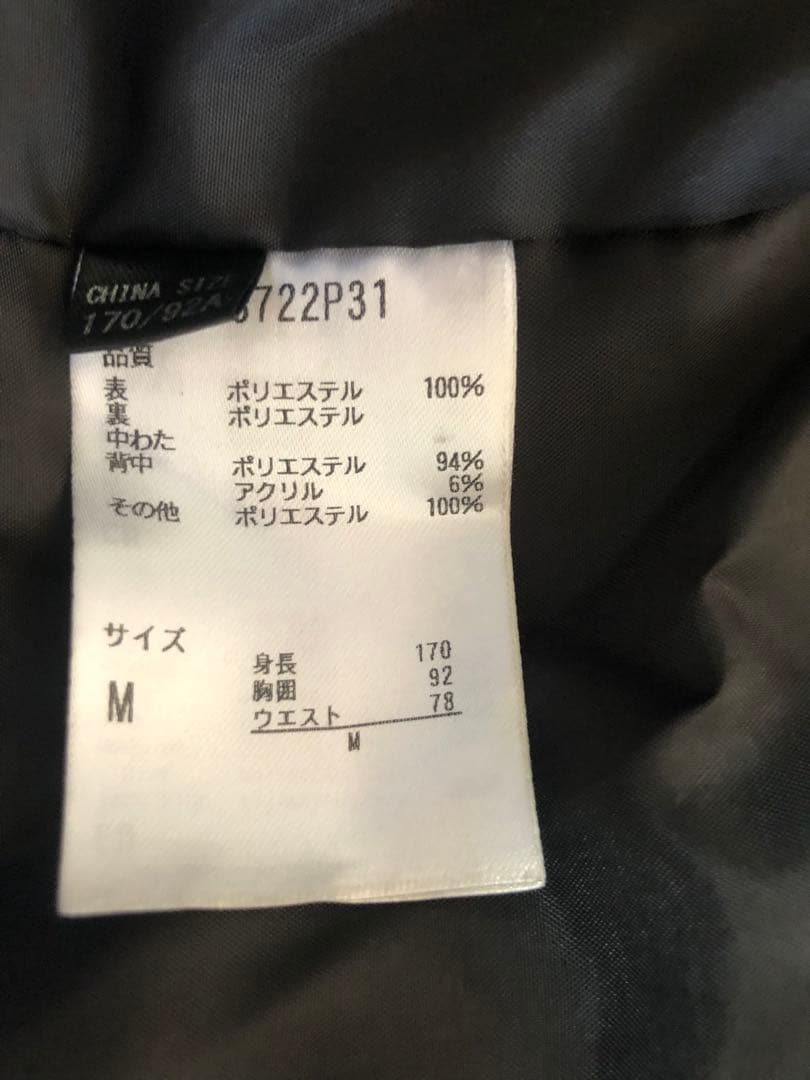 CHINA SIZE
170/92A
722P31
品質
表 ポリエステル 100%
裏 ポリエステル
中わた
背中 ポリエステル 94%
アクリル 6%
その他 ポリエステル 100%
サイズ
身長 170
M 胸囲 92
ウエスト 78
M